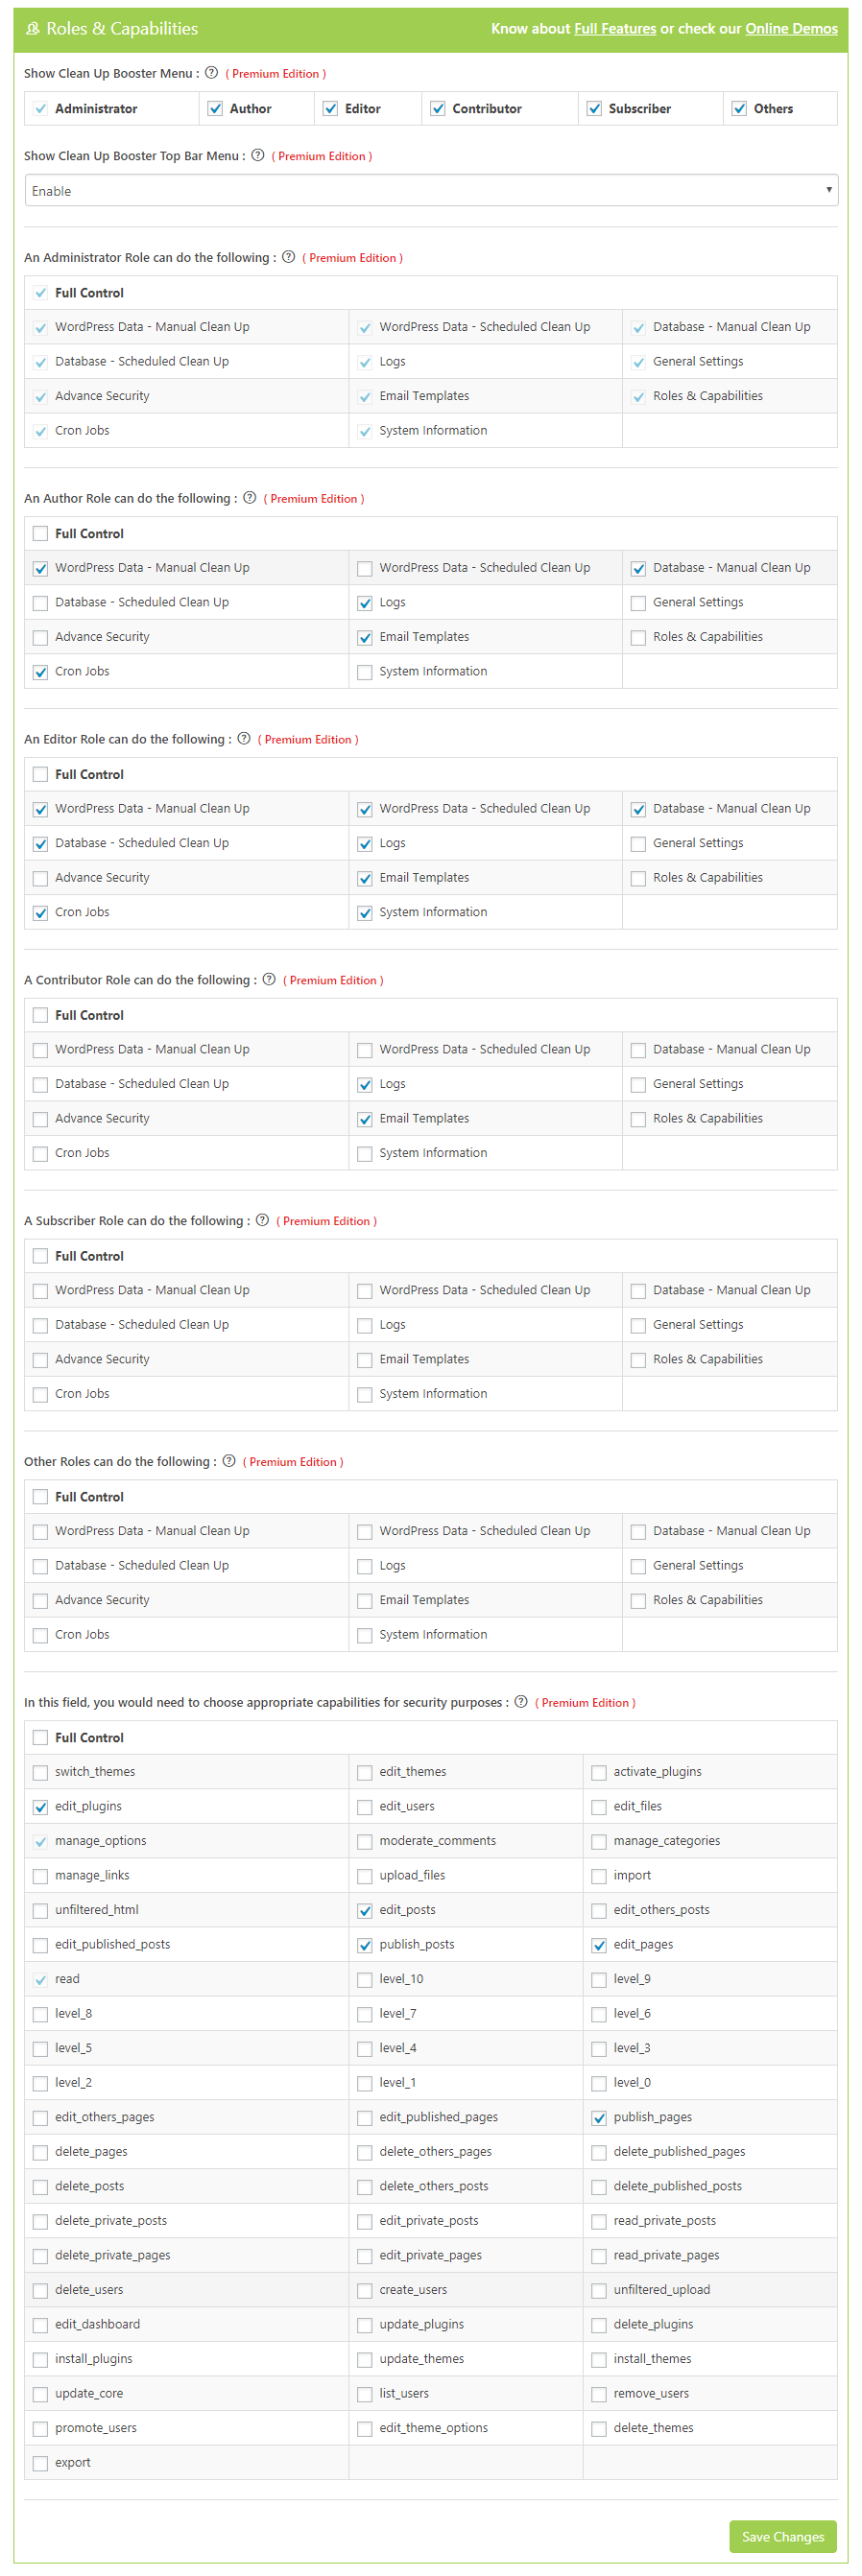 Roles & Capabilities Know about Full Features or check our Online Demos
Show Clean Up Booster Menu : ( Premium Edition )
Administrator Author Editor Contributor Subscriber Others
Show Clean Up Booster Top Bar Menu : ( Premium Edition )
Enable
An Administrator Role can do the following : ( Premium Edition )
Full Control
WordPress Data - Manual Clean Up WordPress Data - Scheduled Clean Up Database - Manual Clean Up
Database - Scheduled Clean Up Logs General Settings
Advance Security Email Templates Roles & Capabilities
Cron Jobs System Information
An Author Role can do the following : ( Premium Edition )
Full Control
WordPress Data - Manual Clean Up WordPress Data - Scheduled Clean Up Database - Manual Clean Up
Database - Scheduled Clean Up Logs General Settings
Advance Security Email Templates Roles & Capabilities
Cron Jobs System Information
An Editor Role can do the following : ( Premium Edition )
Full Control
WordPress Data - Manual Clean Up WordPress Data - Scheduled Clean Up Database - Manual Clean Up
Database - Scheduled Clean Up Logs General Settings
Advance Security Email Templates Roles & Capabilities
Cron Jobs System Information
A Contributor Role can do the following : ( Premium Edition )
Full Control
WordPress Data - Manual Clean Up WordPress Data - Scheduled Clean Up Database - Manual Clean Up
Database - Scheduled Clean Up Logs General Settings
Advance Security Email Templates Roles & Capabilities
Cron Jobs System Information
A Subscriber Role can do the following : ( Premium Edition )
Full Control
WordPress Data - Manual Clean Up WordPress Data - Scheduled Clean Up Database - Manual Clean Up
Database - Scheduled Clean Up Logs General Settings
Advance Security Email Templates Roles & Capabilities
Cron Jobs System Information
Other Roles can do the following : ( Premium Edition )
Full Control
WordPress Data - Manual Clean Up WordPress Data - Scheduled Clean Up Database - Manual Clean Up
Database - Scheduled Clean Up Logs General Settings
Advance Security Email Templates Roles & Capabilities
Cron Jobs System Information
In this field, you would need to choose appropriate capabilities for security purposes : ( Premium Edition )
Full Control
switch_themes edit_themes activate_plugins
edit_plugins edit_users edit_files
manage_options moderate_comments manage_categories
manage_links upload_files import
unfiltered_html edit_posts edit_others_posts
edit_published_posts publish_posts edit_pages
read level_10 level_9
level_8 level_7 level_6
level_5 level_4 level_3
level_2 level_1 level_0
edit_others_pages edit_published_pages publish_pages
delete_pages delete_others_pages delete_published_pages
delete_posts delete_others_posts delete_published_posts
delete_private_posts edit_private_posts read_private_posts
delete_private_pages edit_private_pages read_private_pages
delete_users create_users unfiltered_upload
edit_dashboard update_plugins delete_plugins
install_plugins update_themes install_themes
update_core list_users remove_users
promote_users edit_theme_options delete_themes
export
Save Changes